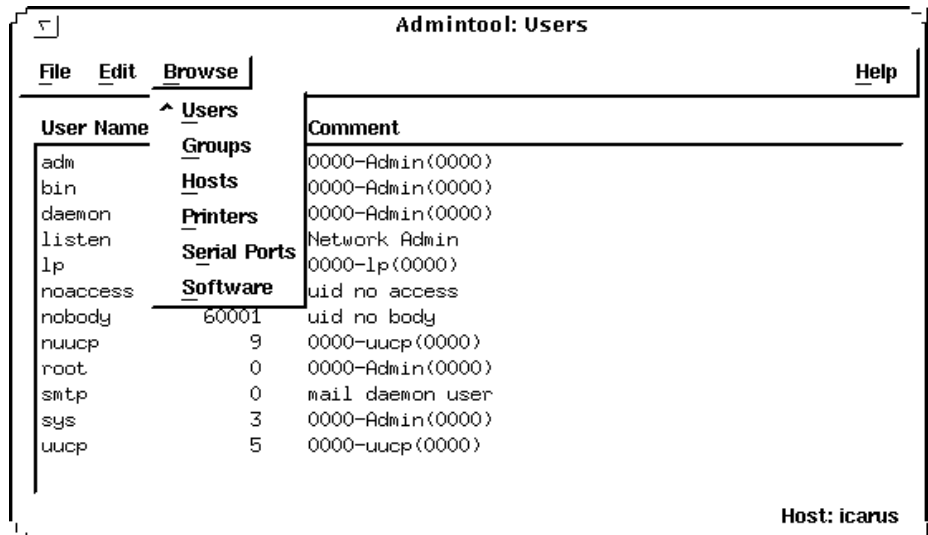 Admintool: Users
File Edit Browse Help
Users
Groups
Hosts
Printers
Serial Ports
Software
User Name Comment
adm 0000-Admin(0000)
bin 0000-Admin(0000)
daemon 0000-Admin(0000)
listen Network Admin
lp 0000-lp(0000)
noaccess uid no access
nobody 60001 uid no body
nuucp 9 0000-uucp(0000)
root 0 0000-Admin(0000)
smtp 0 mail daemon user
sys 3 0000-Admin(0000)
uucp 5 0000-uucp(0000)
Host: icarus